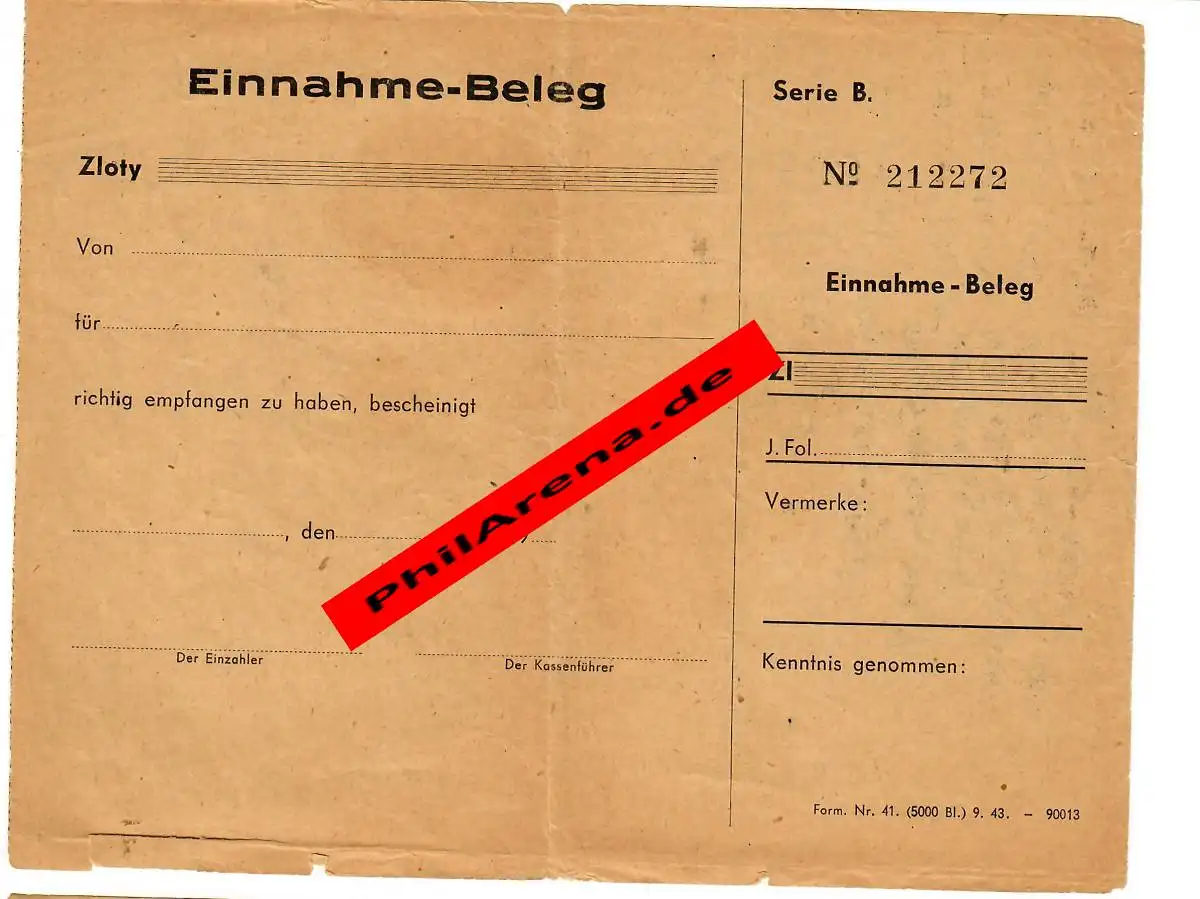 Einnahme-Beleg
Zloty
Von
für
richtig empfangen zu haben, bescheinigt
, den
Der Einzahler
Der Kassenführer
Serie B.
Nº 212272
Einnahme-Beleg
Zl
J. Fol.
Vermerke:
Kenntnis genommen:
Form. Nr. 41. (5000 Bl.) 9. 43. – 90013
PhilArena.de